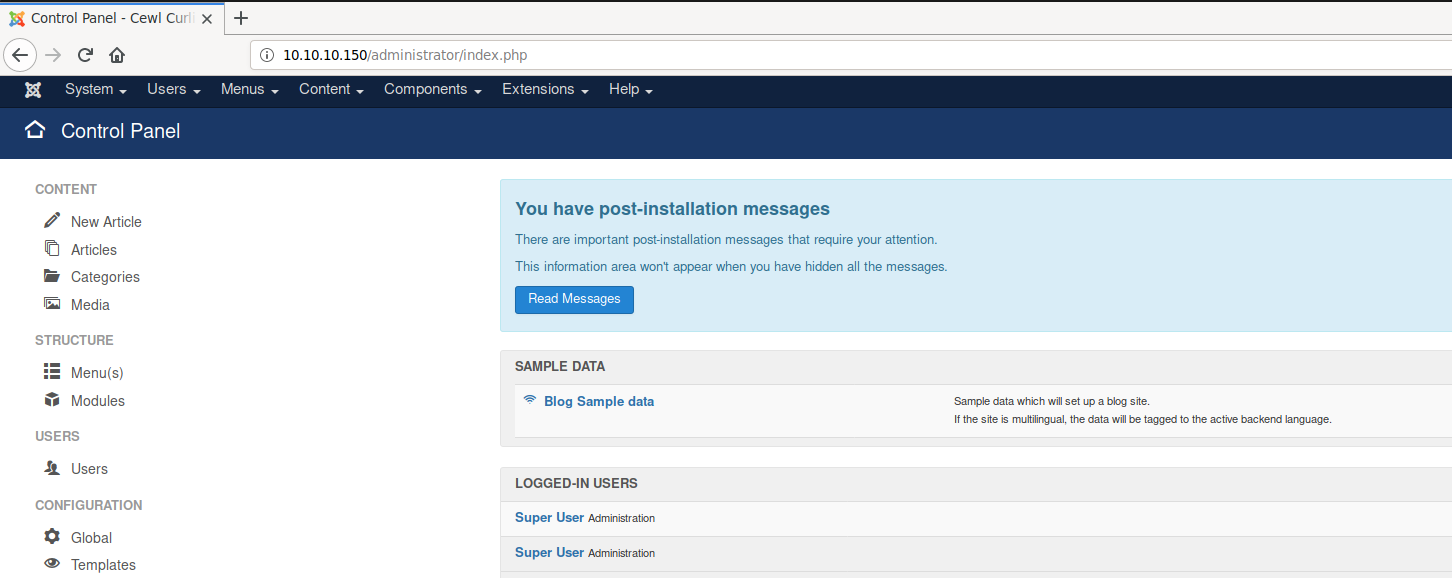 Control Panel - Cewl Curl
10.10.10.150/administrator/index.php
System Users Menus Content Components Extensions Help
Control Panel
CONTENT
New Article
Articles
Categories
Media
STRUCTURE
Menu(s)
Modules
USERS
Users
CONFIGURATION
Global
Templates
You have post-installation messages
There are important post-installation messages that require your attention.
This information area won't appear when you have hidden all the messages.
Read Messages
SAMPLE DATA
Blog Sample data
Sample data which will set up a blog site.
If the site is multilingual, the data will be tagged to the active backend language.
LOGGED-IN USERS
Super User Administration
Super User Administration